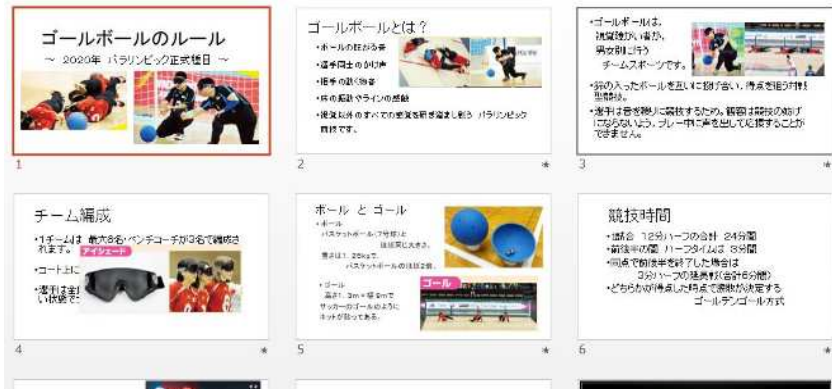 ゴールボールのルール
～ 2020年 パラリンピック正式種目 ～
1
ゴールボールとは？
・ボールの転がる音
・選手同士のかけ声
・相手の動く物音
・床の振動やラインの感触
・視覚以外のすべての感覚を研ぎ澄まし戦う パラリンピック
競技です。
2
・ゴールボールは、
視覚障がい者が、
男女別に行う
チームスポーツです。
・鈴の入ったボールを互いに投げ合い、得点を狙う対戦
型競技。
・選手は音を頼りに競技するため、観客は競技の妨げ
にならないよう、プレー中に声を出して応援することが
できません。
3
チーム編成
・1チームは 最大6名・ベンチコーチが3名で編成さ
れます。
アイシェード
・コート上に
・選手は全
い状態で
4
ボール と ゴール
・ボール
バスケットボール(7号球)と
ほぼ同じ大きさ。
重さは1.25kgで、
バスケットボールのほぼ2倍。
・ゴール
高さ1.3m×幅9mで
サッカーのゴールのように
ネットが張ってある。
ゴール
5
競技時間
・1試合 12分ハーフの合計 24分間
・前後半の間 ハーフタイムは 3分間
・同点で前後半を終了した場合は
3分ハーフの延長戦(合計6分間)
・どちらかが得点した時点で勝敗が決定する
ゴールデンゴール方式
6